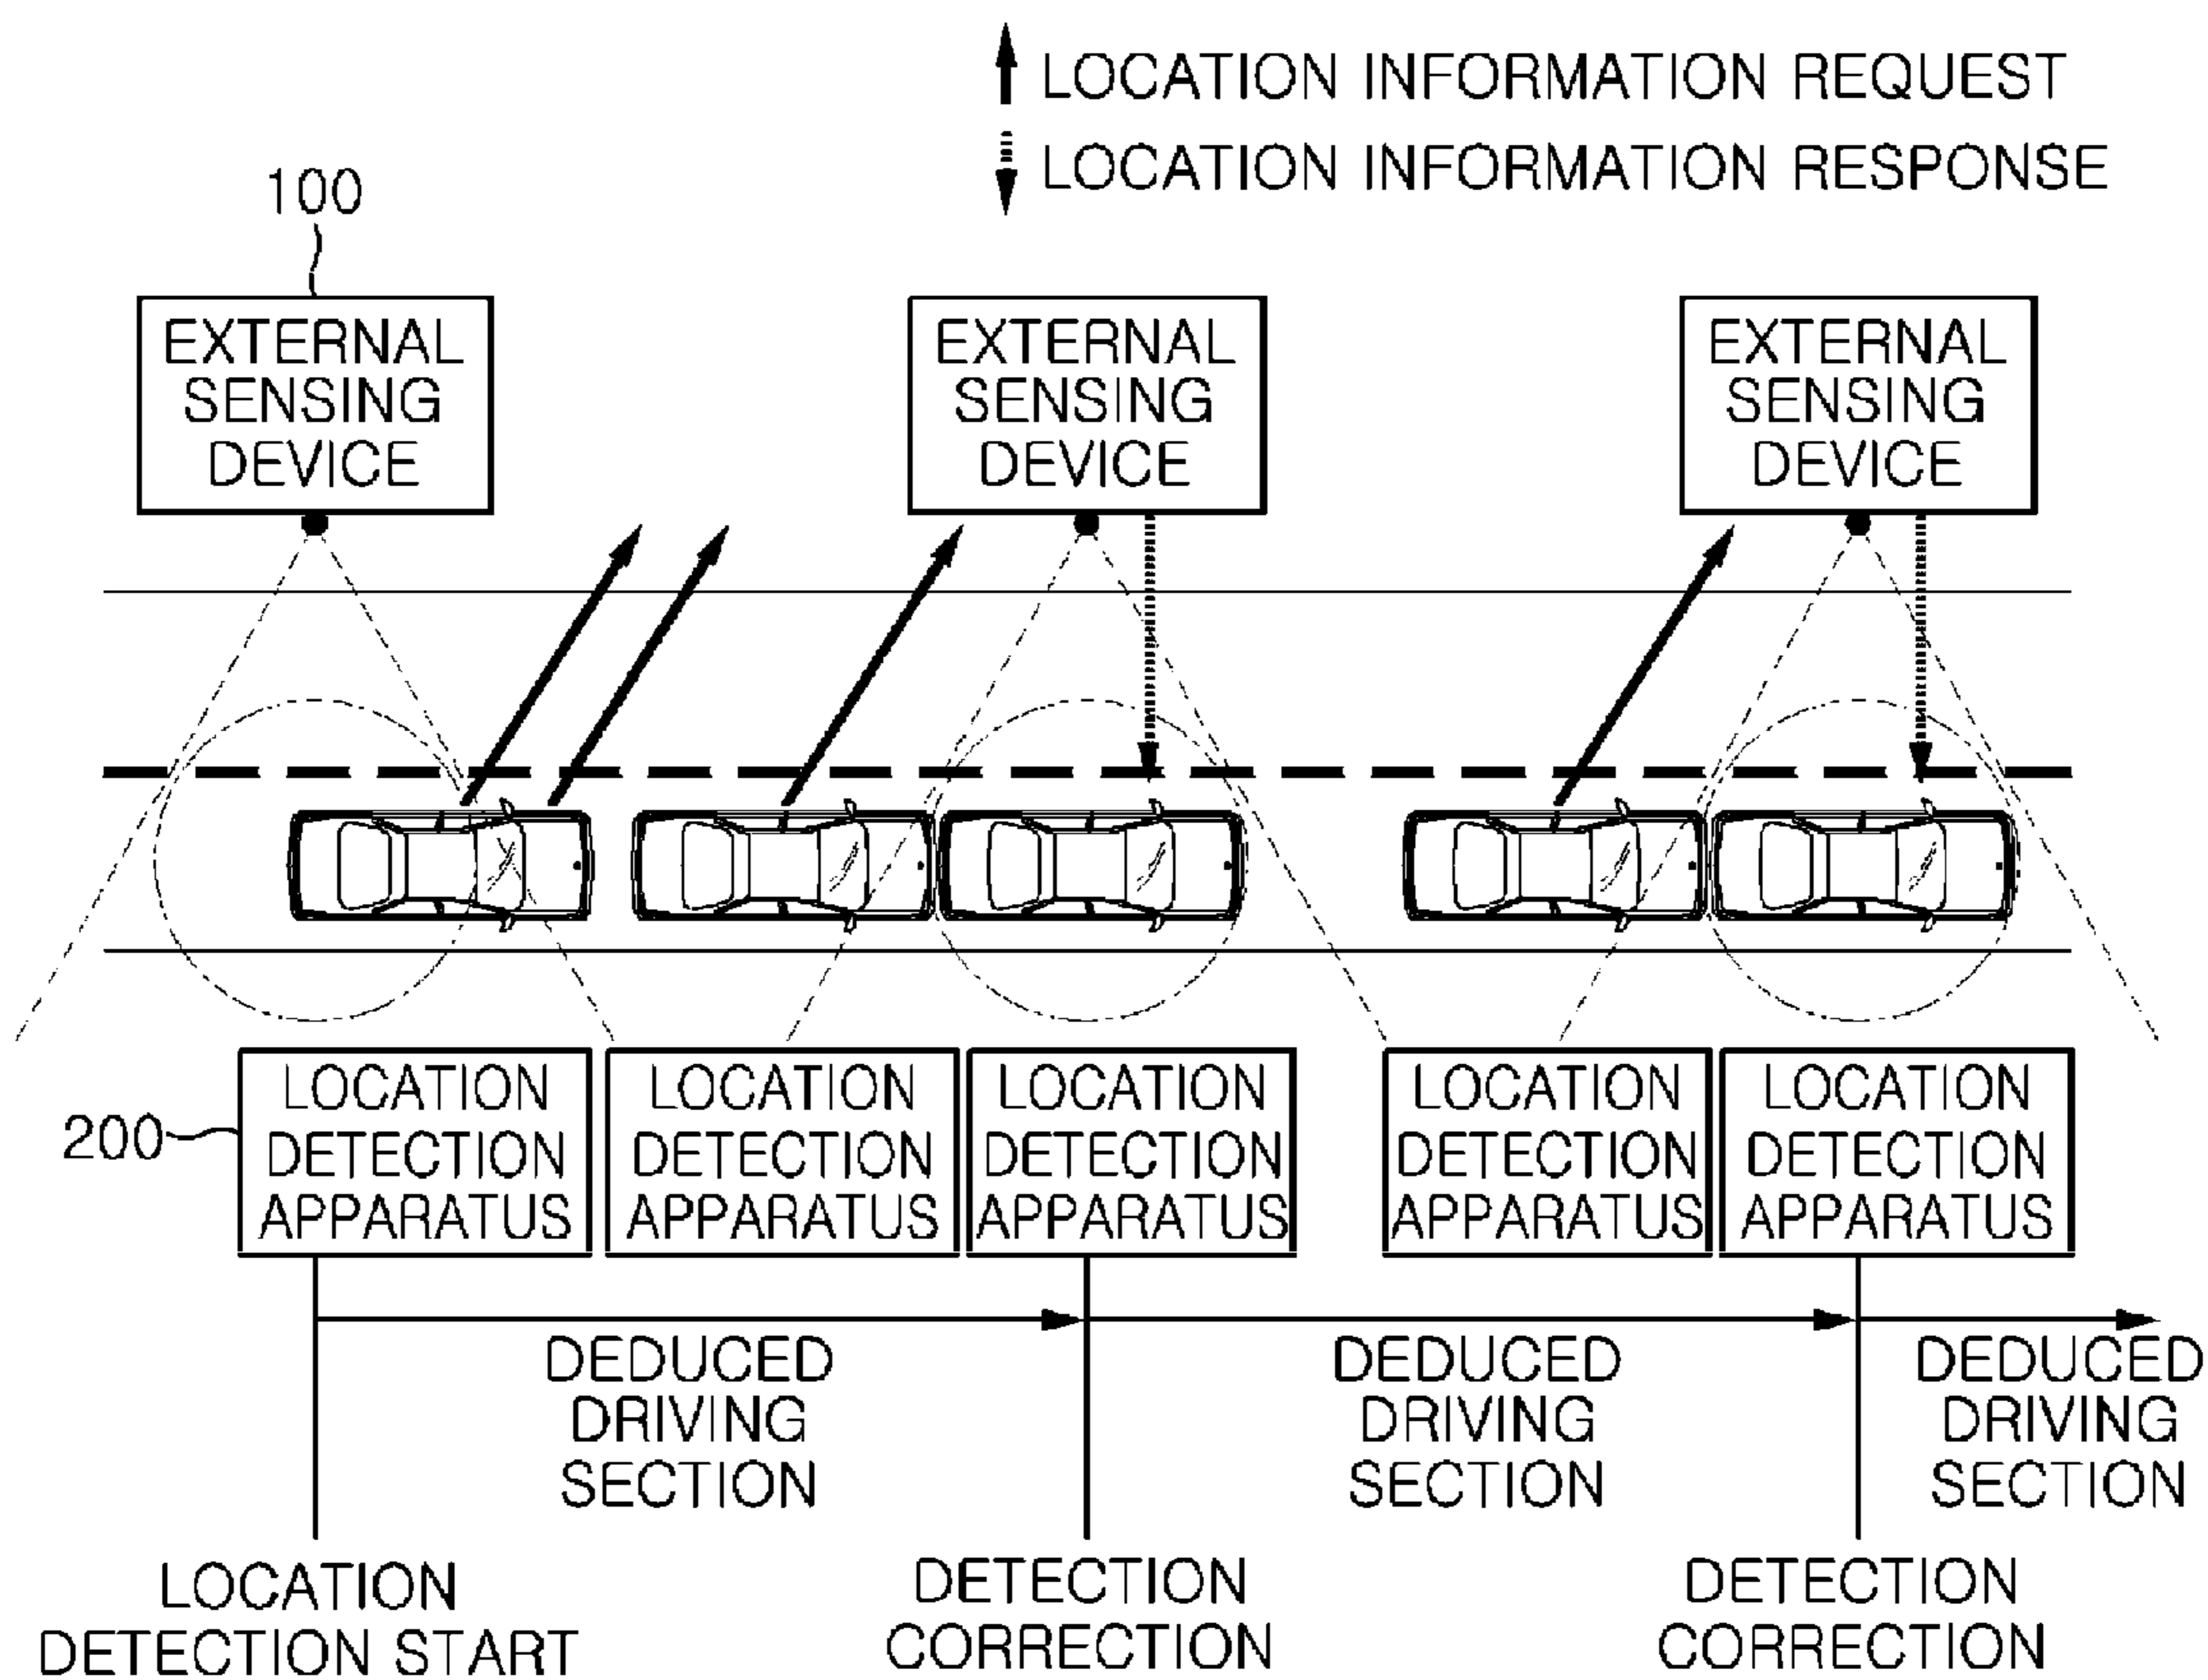 LOCATION INFORMATION REQUEST
LOCATION INFORMATION RESPONSE
100
EXTERNAL
SENSING
DEVICE
EXTERNAL
SENSING
DEVICE
EXTERNAL
SENSING
DEVICE
200
LOCATION
DETECTION
APPARATUS
LOCATION
DETECTION
APPARATUS
LOCATION
DETECTION
APPARATUS
LOCATION
DETECTION
APPARATUS
LOCATION
DETECTION
APPARATUS
DEDUCED
DRIVING
SECTION
DEDUCED
DRIVING
SECTION
DEDUCED
DRIVING
SECTION
LOCATION
DETECTION START
DETECTION
CORRECTION
DETECTION
CORRECTION